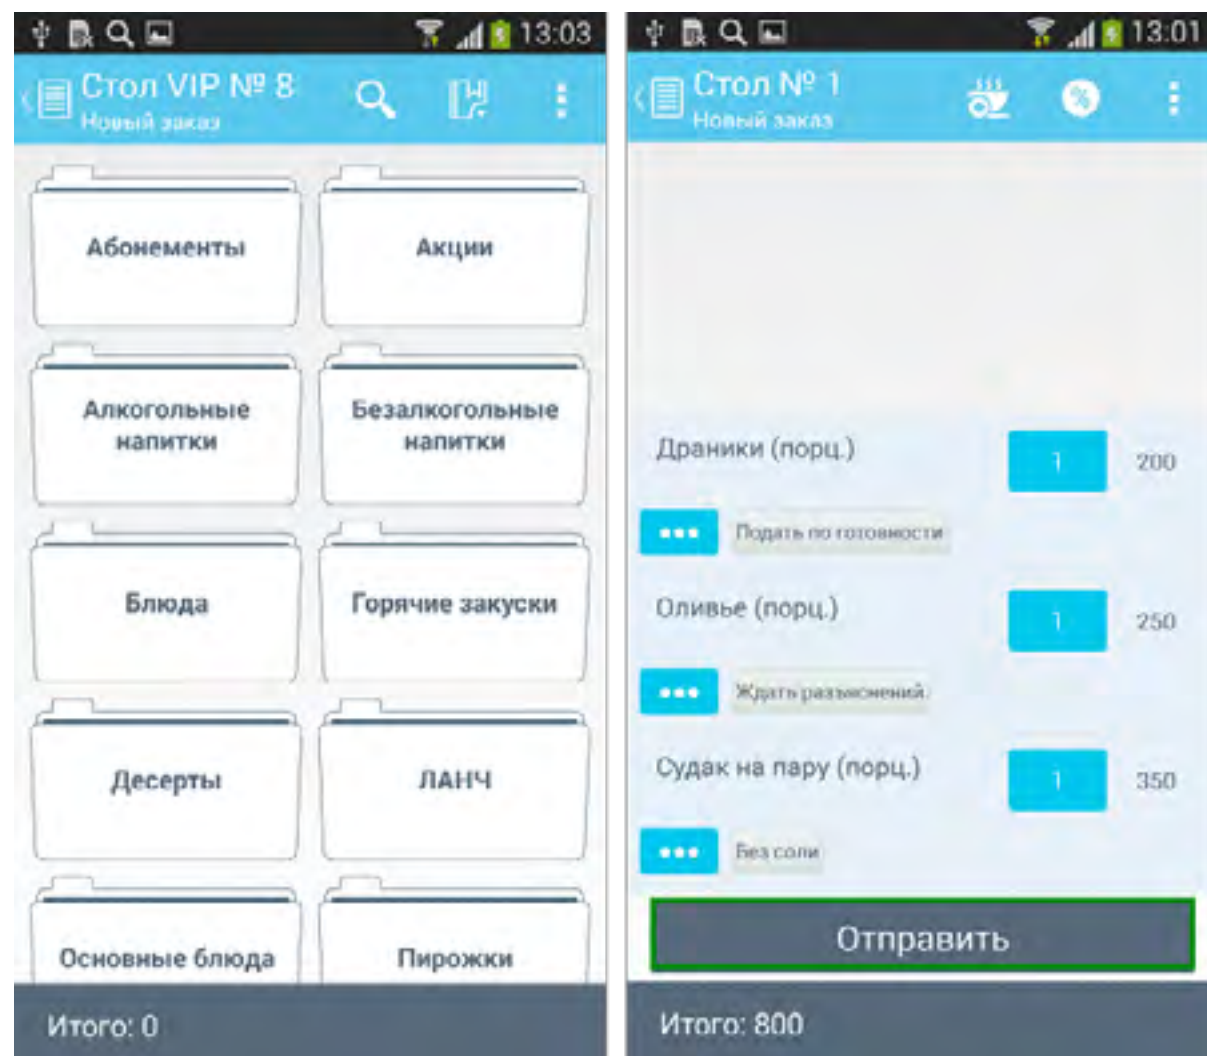 13:03
Стол VIP № 8
Новый заказ
Абонементы
Акции
Алкогольные
напитки
Безалкогольные
напитки
Блюда
Горячие закуски
Десерты
ЛАНЧ
Основные блюда
Пирожки
Итого: 0
13:01
Стол № 1
%
Новый заказ
Драники (порц.)
1
200
Подать по готовности
Оливье (порц.)
1
250
Ждать разъяснений.
Судак на пару (порц.)
1
350
Без соли
Отправить
Итого: 800